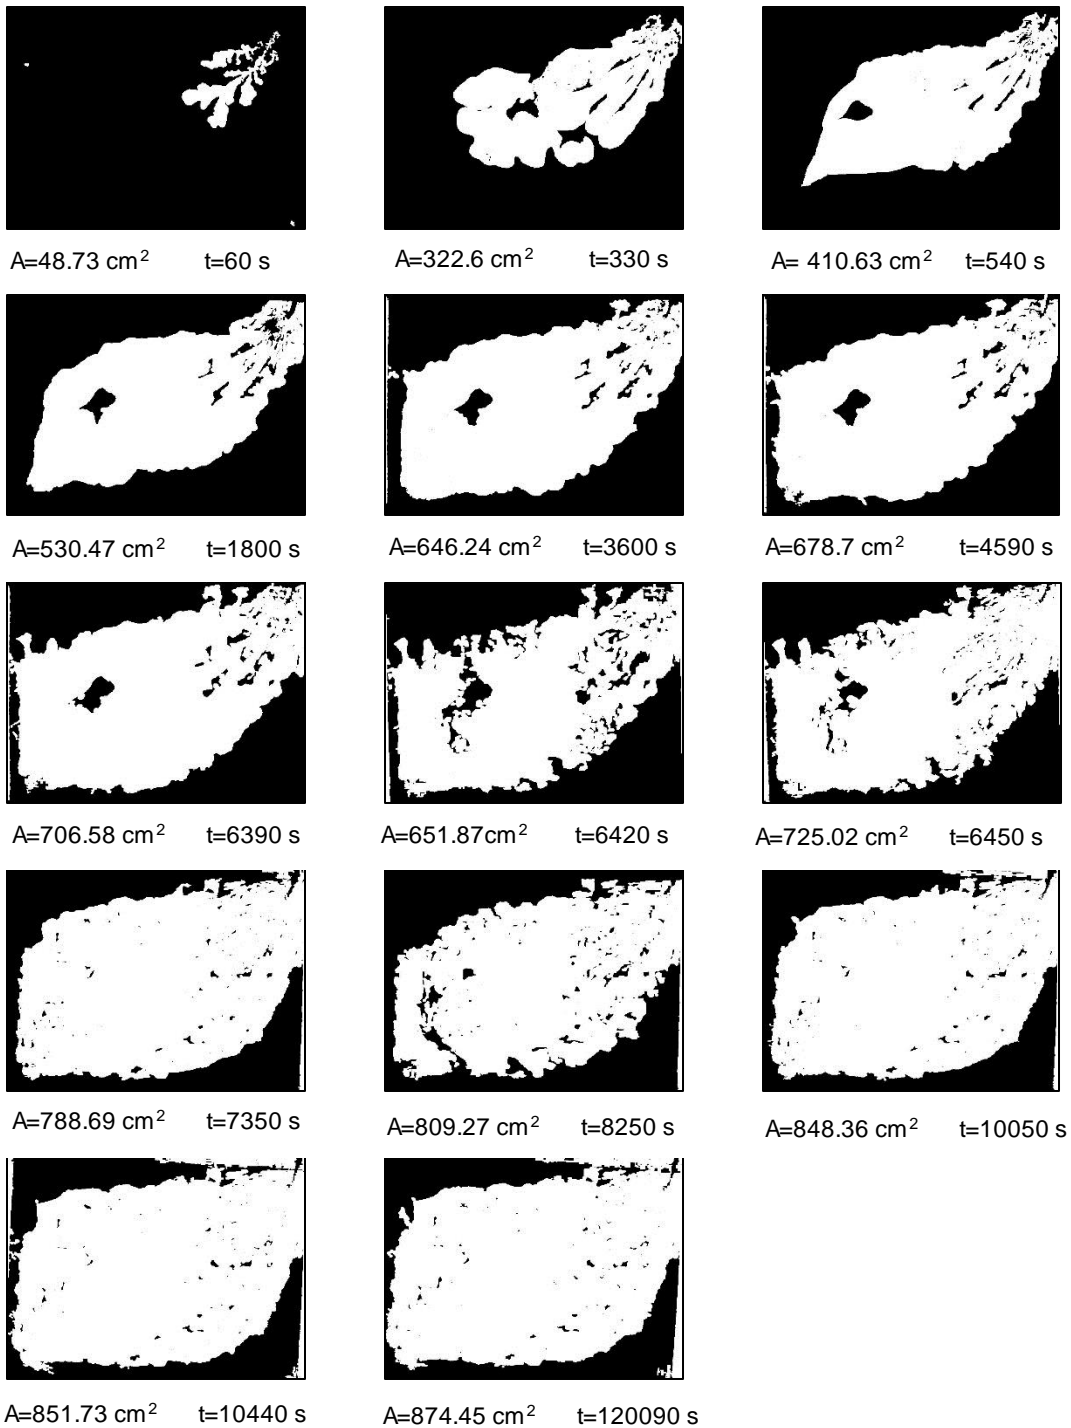 A=48.73 cm² t=60 s
A=322.6 cm² t=330 s
A= 410.63 cm² t=540 s
A=530.47 cm² t=1800 s
A=646.24 cm² t=3600 s
A=678.7 cm² t=4590 s
A=706.58 cm² t=6390 s
A=651.87cm² t=6420 s
A=725.02 cm² t=6450 s
A=788.69 cm² t=7350 s
A=809.27 cm² t=8250 s
A=848.36 cm² t=10050 s
A=851.73 cm² t=10440 s
A=874.45 cm² t=120090 s